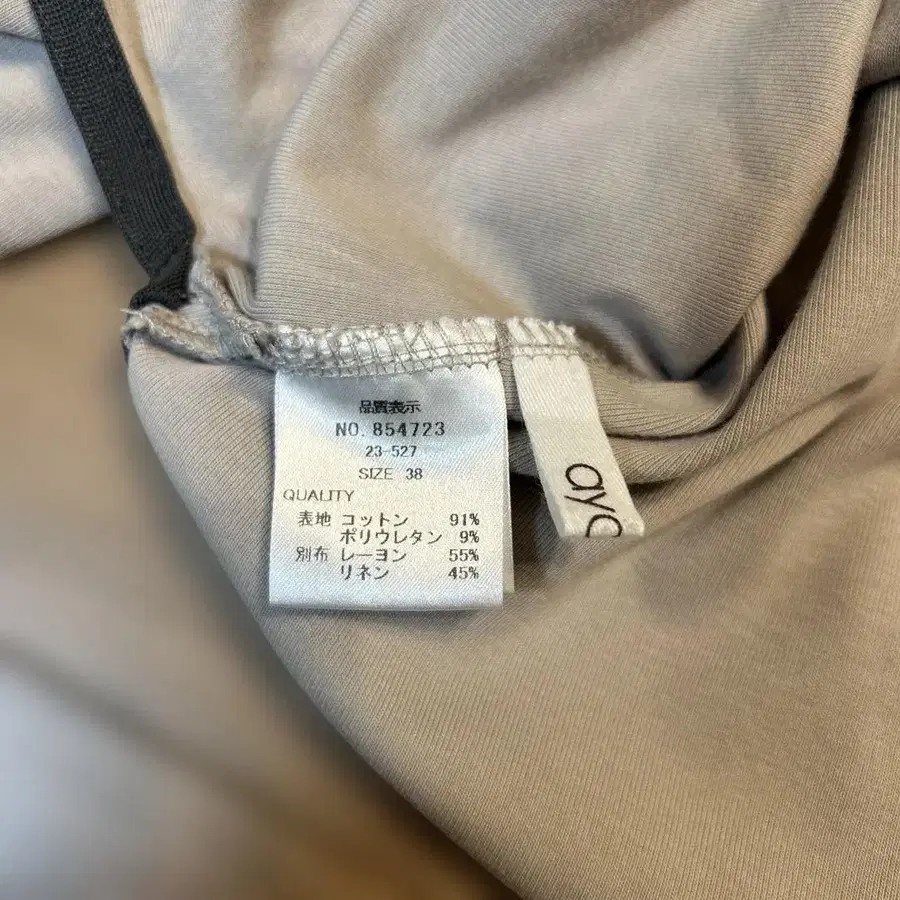 品質表示
NO. 854723
23-527
SIZE 38
QUALITY
表地 コットン 91%
ポリウレタン 9%
別布 レーヨン 55%
リネン 45%